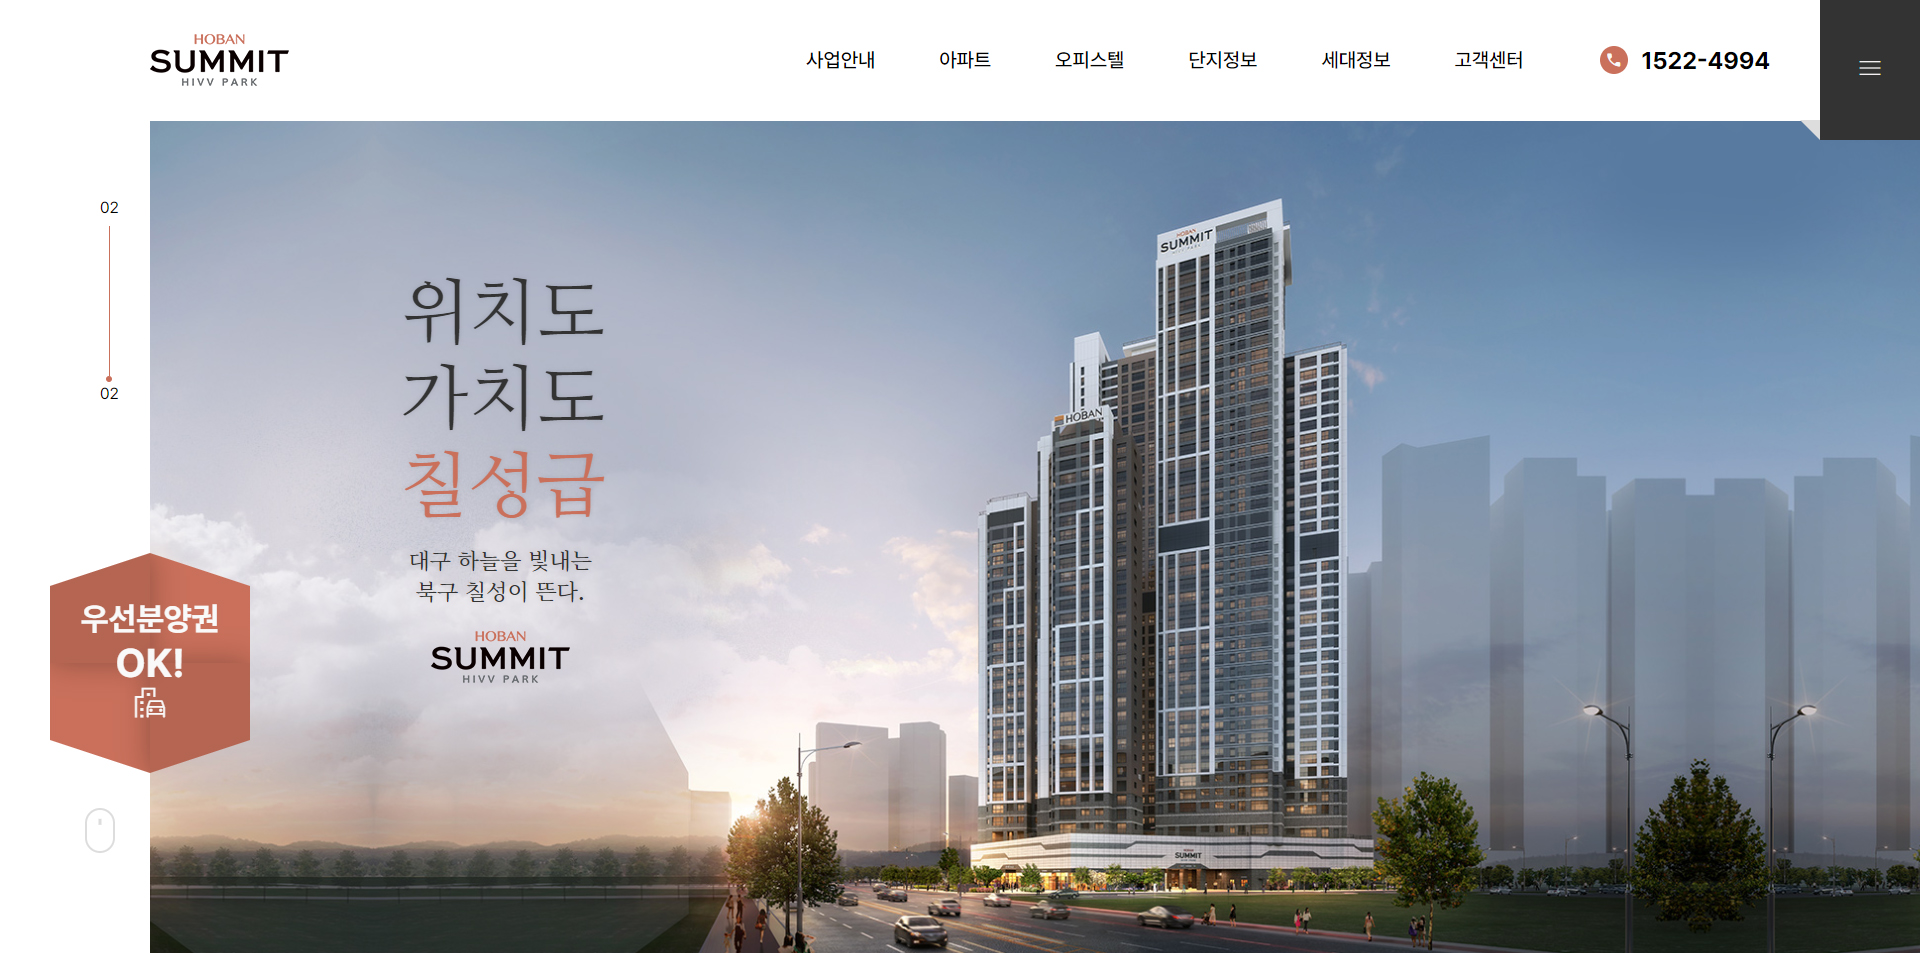 HOBAN
SUMMIT
HIVV PARK
사업안내
아파트
오피스텔
단지정보
세대정보
고객센터
1522-4994
02
02
위치도
가치도
칠성급
대구 하늘을 빛내는
북구 칠성이 뜬다.
HOBAN
SUMMIT
HIVV PARK
우선분양권
OK!
HOBAN
SUMMIT
HOBAN
SUMMIT